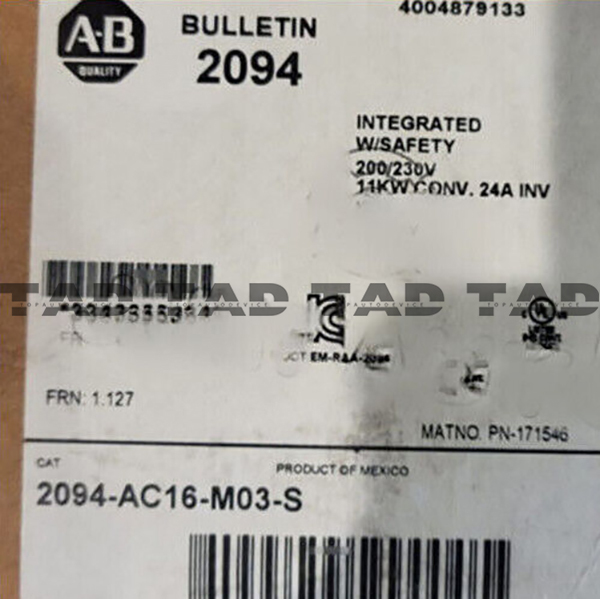 4004879133
A-B
QUALITY
BULLETIN
2094
INTEGRATED
W/SAFETY
200/230V
11KW CONV. 24A INV
TAD TAD TAD TAD
TOPAUTODEVICE
FRN: 1.127
MATNO. PN-171546
CAT
PRODUCT OF MEXICO
2094-AC16-M03-S